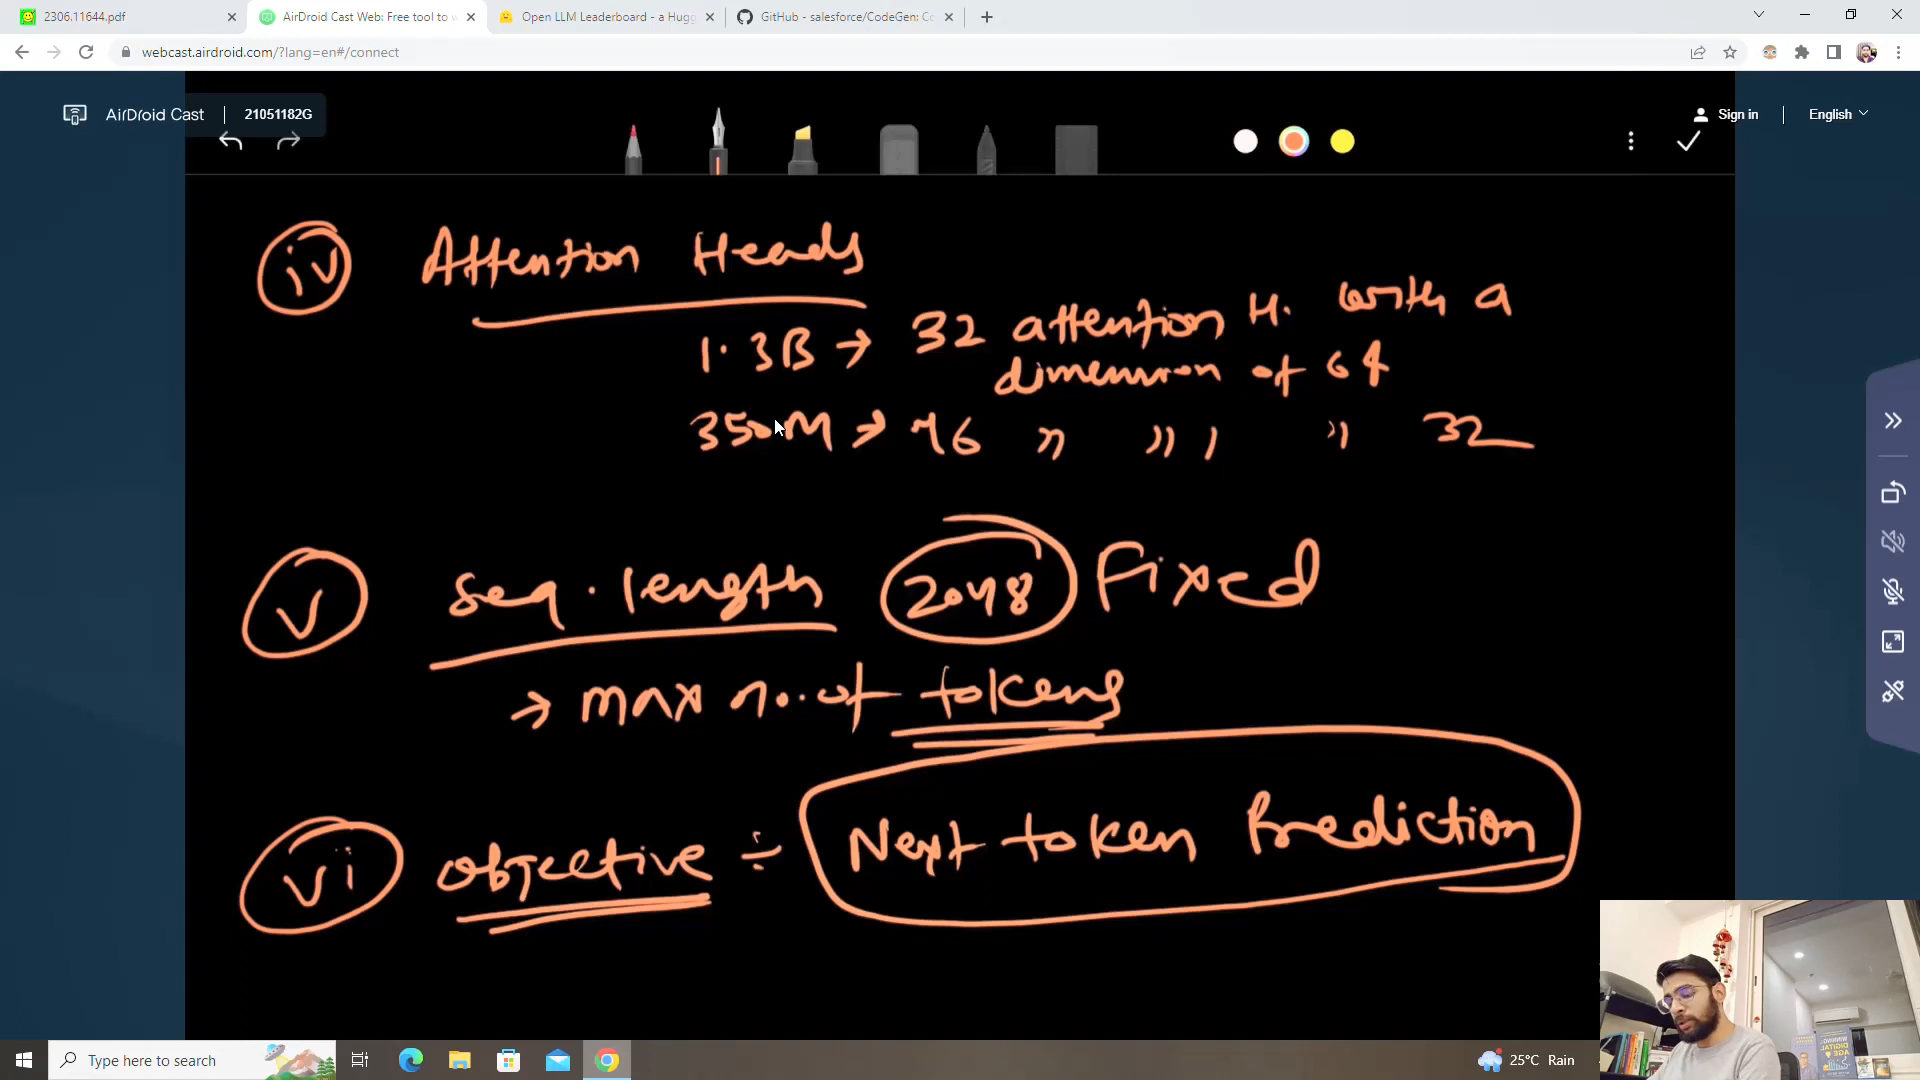 2306.11644.pdf
AirDroid Cast Web: Free tool to w
Open LLM Leaderboard - a Hugg
GitHub - salesforce/CodeGen: Co
webcast.airdroid.com/?lang=en#/connect
AirDroid Cast
21051182G
Sign in
English
iv Attention Heads
1.3B → 32 attention H. with a
dimension of 64
350M → 16 " " " " 32
v seq. length 2048 Fixed
→ max no. of tokens
vi objective ÷ Next token Prediction
Type here to search
25°C Rain